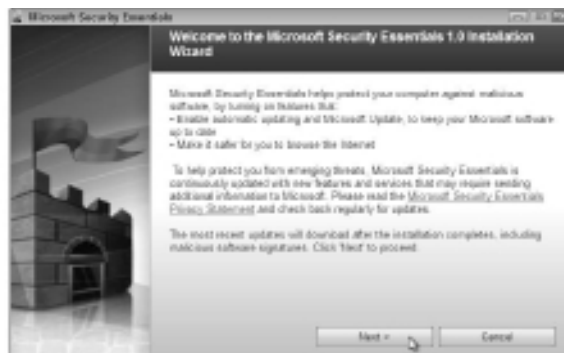 Microsoft Security Essentials
Welcome to the Microsoft Security Essentials 1.0 Installation
Wizard
Microsoft Security Essentials helps protect your computer against malicious
software, by turning on features that:
- Enable automatic updating and Microsoft Update, to keep your Microsoft software
up to date
- Make it safer for you to browse the Internet
To help protect you from emerging threats, Microsoft Security Essentials is
continuously updated with new features and services that may require sending
additional information to Microsoft. Please read the Microsoft Security Essentials
Privacy Statement and check back regularly for updates.
The most recent updates will download after the installation completes, including
malicious software signatures. Click 'Next' to proceed.
Next >
Cancel